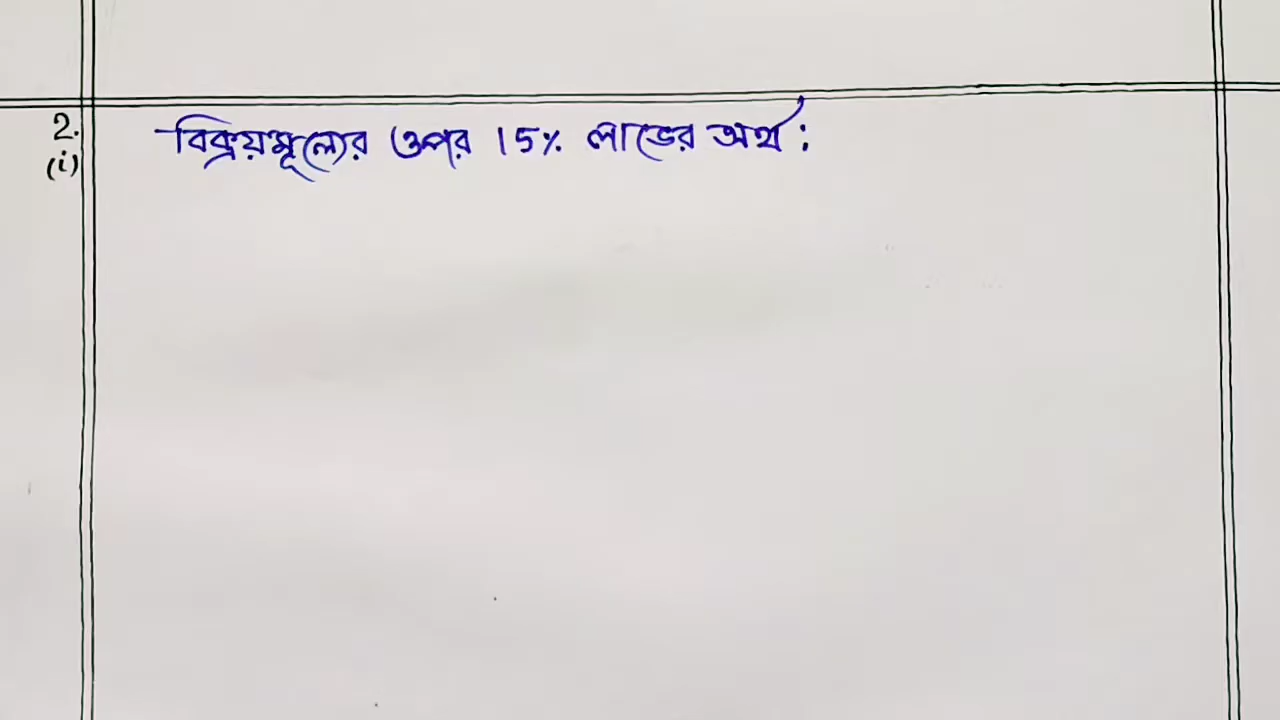 2. বিক্রয়মূল্যের ওপর 15% লাভের অর্থ :
(i)